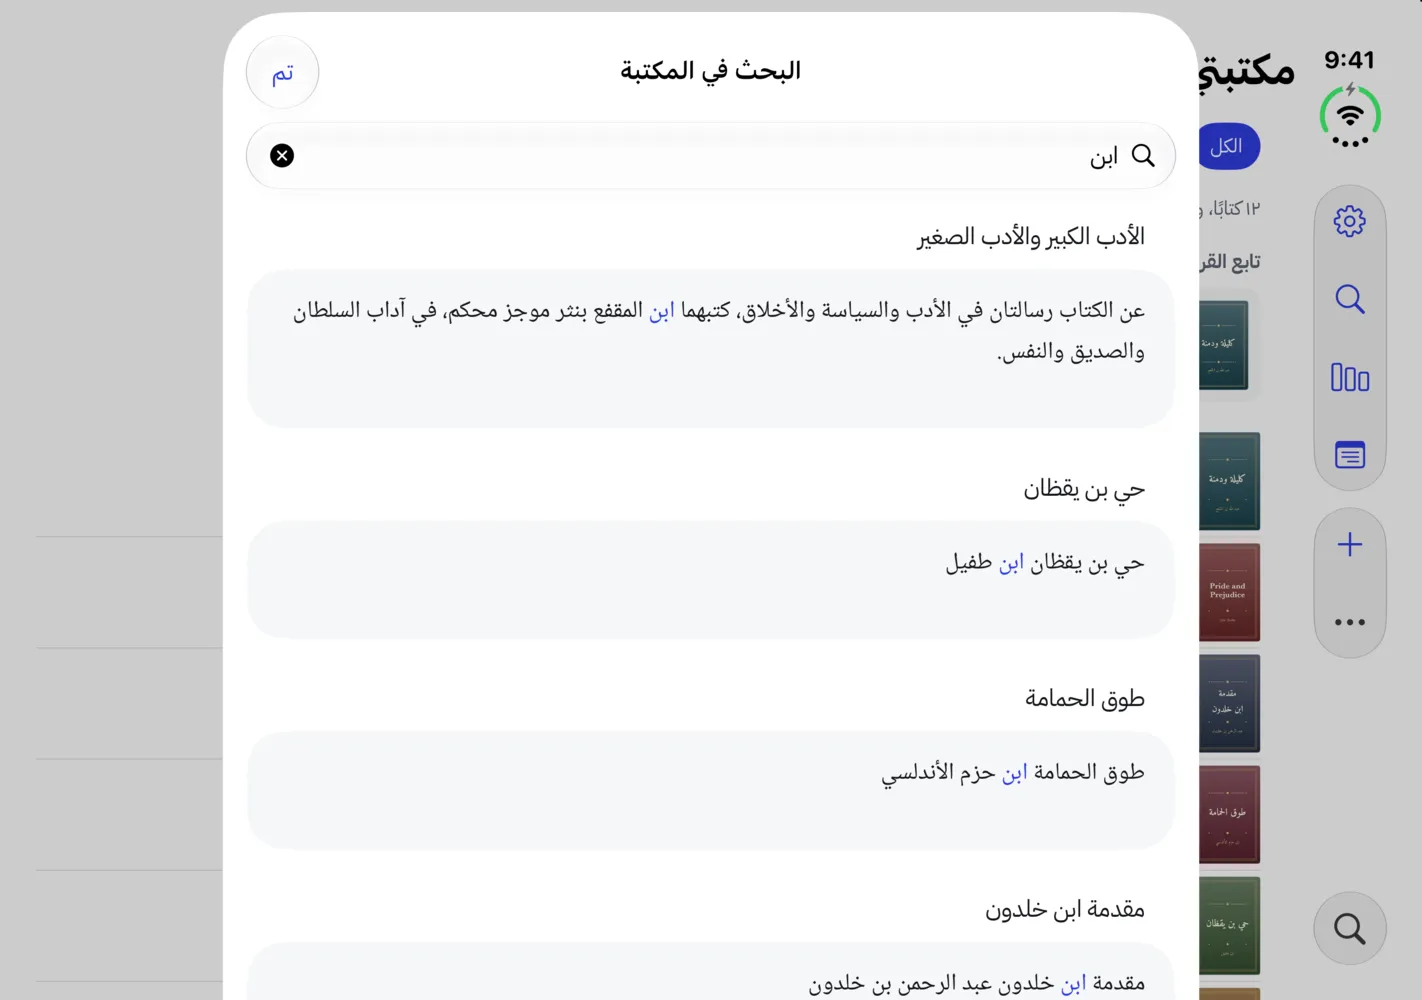 9:41
مكتبتي
الكل
١٢ كتابًا، و
تابع القر
كليلة ودمنة
كليلة ودمنة
Pride and
Prejudice
مقدمة
ابن خلدون
طوق الحمامة
حي بن يقظان
البحث في المكتبة
تم
ابن
الأدب الكبير والأدب الصغير
عن الكتاب رسالتان في الأدب والسياسة والأخلاق، كتبهما ابن المقفع بنثر موجز محكم، في آداب السلطان
والصديق والنفس.
حي بن يقظان
حي بن يقظان ابن طفيل
طوق الحمامة
طوق الحمامة ابن حزم الأندلسي
مقدمة ابن خلدون
مقدمة ابن خلدون عبد الرحمن بن خلدون